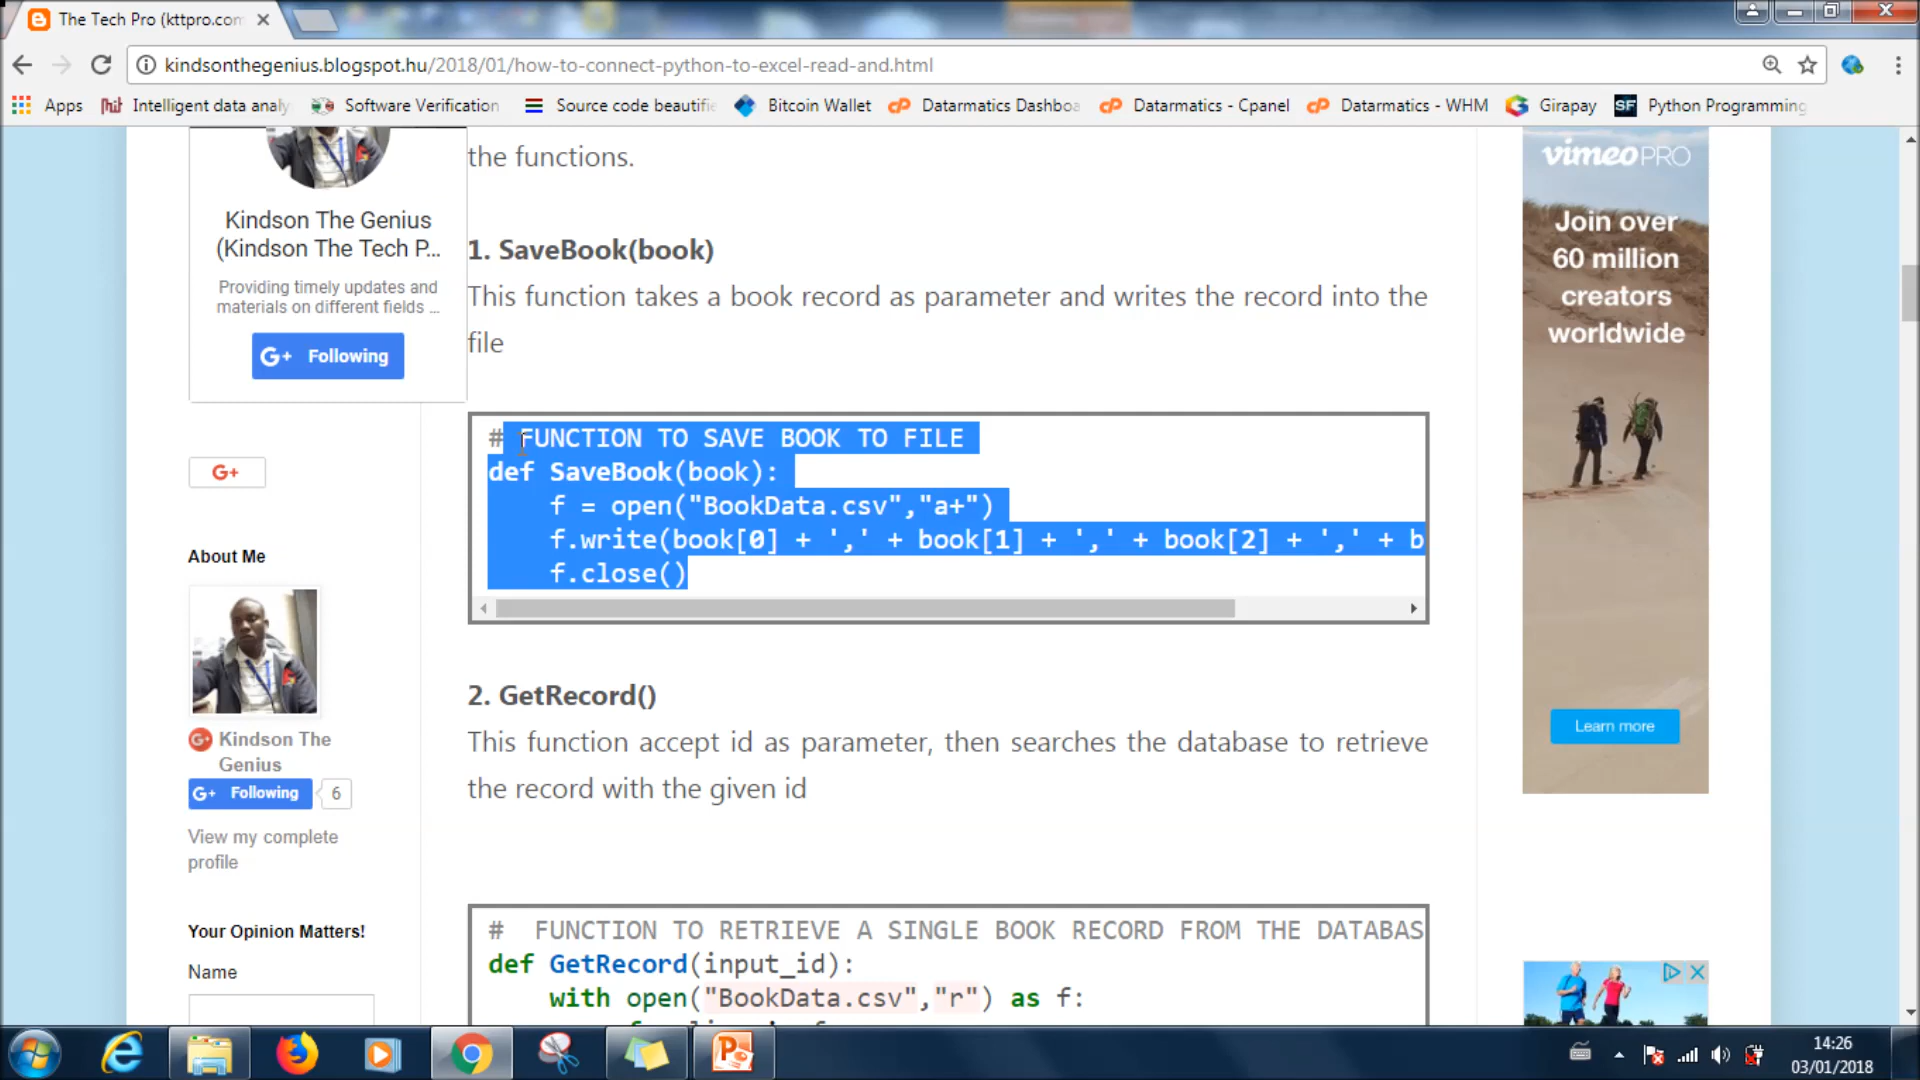 The Tech Pro (kttpro.com
kindsonthegenius.blogspot.hu/2018/01/how-to-connect-python-to-excel-read-and.html
Apps
Intelligent data analy
Software Verification
Source code beautifie
Bitcoin Wallet
Datarmatics Dashboa
Datarmatics - Cpanel
Datarmatics - WHM
Girapay
SF Python Programming
the functions.
Kindson The Genius
(Kindson The Tech P...
Providing timely updates and
materials on different fields ...
G+ Following
1. SaveBook(book)
This function takes a book record as parameter and writes the record into the
file
# FUNCTION TO SAVE BOOK TO FILE
def SaveBook(book):
f = open("BookData.csv","a+")
f.write(book[0] + ',' + book[1] + ',' + book[2] + ',' + b
f.close()
G+
About Me
G+ Kindson The
Genius
G+ Following 6
View my complete
profile
Your Opinion Matters!
Name
2. GetRecord()
This function accept id as parameter, then searches the database to retrieve
the record with the given id
# FUNCTION TO RETRIEVE A SINGLE BOOK RECORD FROM THE DATABAS
def GetRecord(input_id):
with open("BookData.csv","r") as f:
vimeo PRO
Join over
60 million
creators
worldwide
Learn more
14:26
03/01/2018